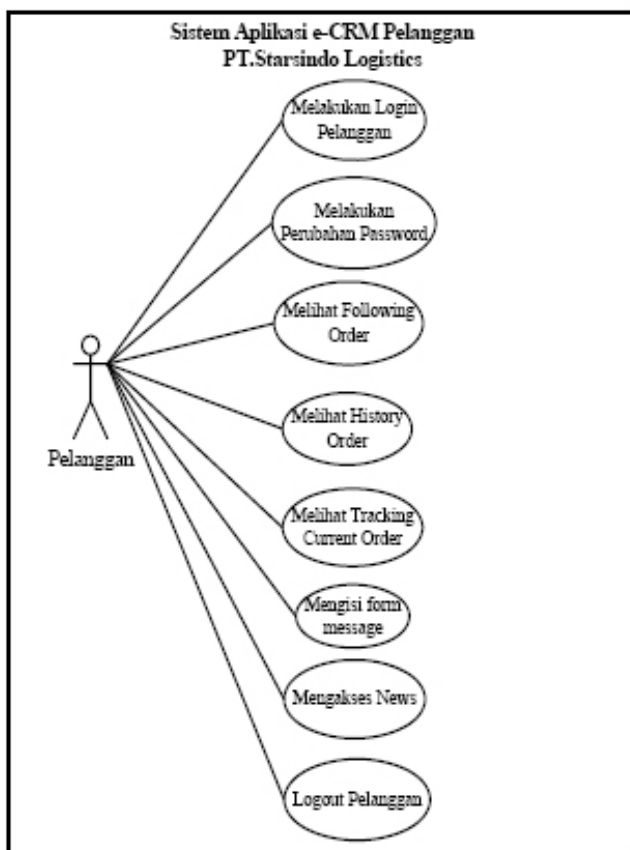 Sistem Aplikasi e-CRM Pelanggan
PT.Starsindo Logistics
Melakukan Login
Pelanggan
Melakukan
Perubahan Password
Melihat Following
Order
Pelanggan
Melihat History
Order
Melihat Tracking
Current Order
Mengisi form
message
Mengakses News
Logout Pelanggan